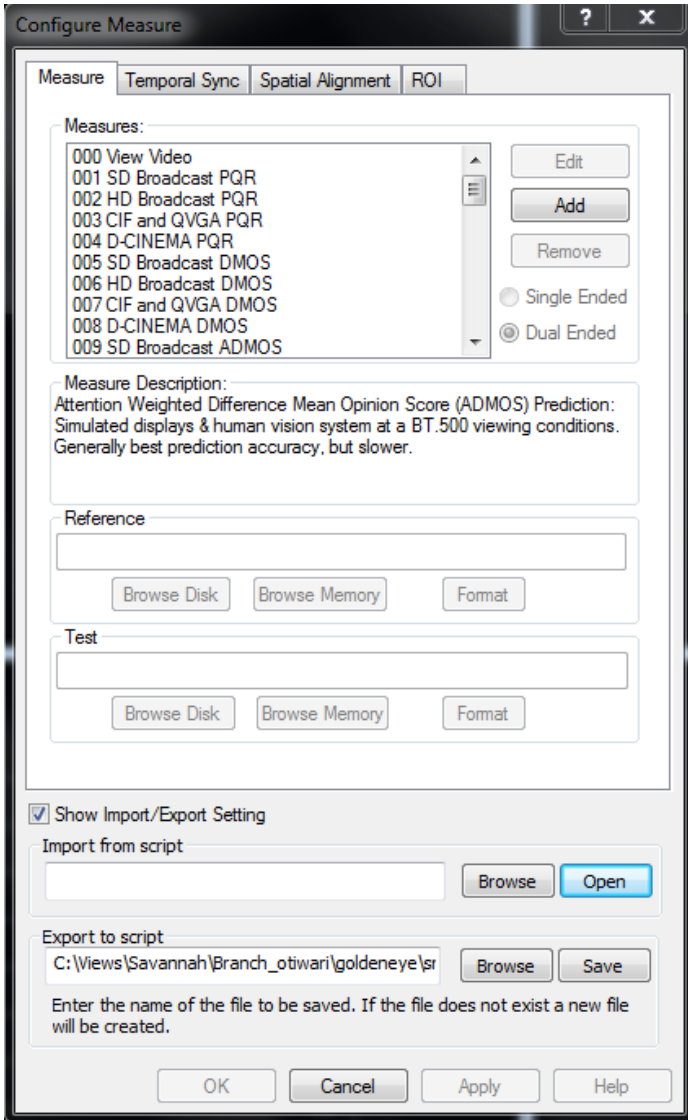 Configure Measure
? x
Measure Temporal Sync Spatial Alignment ROI
Measures:
000 View Video
001 SD Broadcast PQR
002 HD Broadcast PQR
003 CIF and QVGA PQR
004 D-CINEMA PQR
005 SD Broadcast DMOS
006 HD Broadcast DMOS
007 CIF and QVGA DMOS
008 D-CINEMA DMOS
009 SD Broadcast ADMOS
Edit
Add
Remove
Single Ended
Dual Ended
Measure Description:
Attention Weighted Difference Mean Opinion Score (ADMOS) Prediction:
Simulated displays & human vision system at a BT.500 viewing conditions.
Generally best prediction accuracy, but slower.
Reference
Browse Disk Browse Memory Format
Test
Browse Disk Browse Memory Format
Show Import/Export Setting
Import from script
Browse Open
Export to script
C:\Views\Savannah\Branch_otiwari\goldeneye\ Browse Save
Enter the name of the file to be saved. If the file does not exist a new file
will be created.
OK Cancel Apply Help